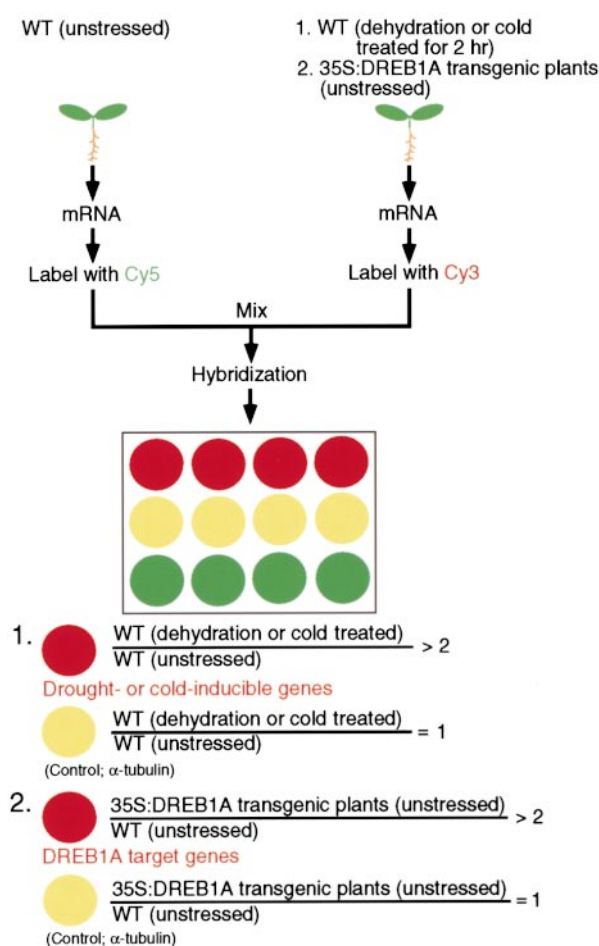 WT (unstressed)
1. WT (dehydration or cold
treated for 2 hr)
2. 35S:DREB1A transgenic plants
(unstressed)
mRNA
mRNA
Label with Cy5
Label with Cy3
Mix
Hybridization
1.
WT (dehydration or cold treated)
WT (unstressed)
> 2
Drought- or cold-inducible genes
WT (dehydration or cold treated)
WT (unstressed)
= 1
(Control; α-tubulin)
2.
35S:DREB1A transgenic plants (unstressed)
WT (unstressed)
> 2
DREB1A target genes
35S:DREB1A transgenic plants (unstressed)
WT (unstressed)
= 1
(Control; α-tubulin)